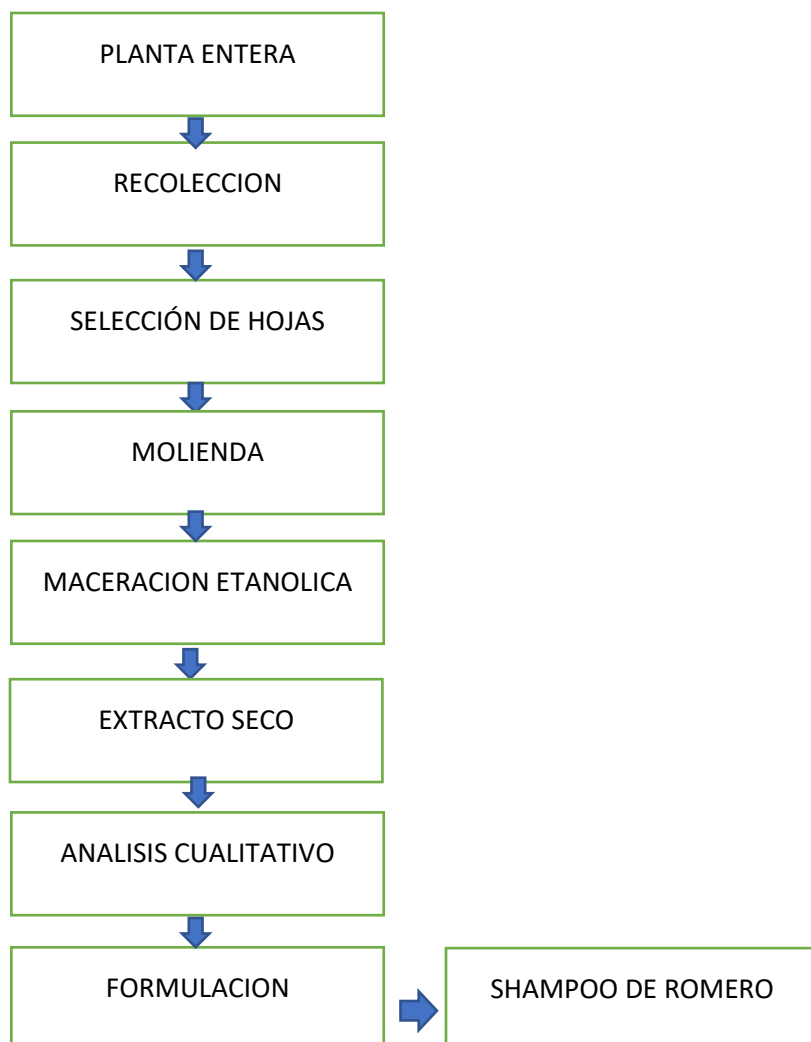 PLANTA ENTERA
RECOLECCION
SELECCIÓN DE HOJAS
MOLIENDA
MACERACION ETANOLICA
EXTRACTO SECO
ANALISIS CUALITATIVO
FORMULACION
SHAMPOO DE ROMERO